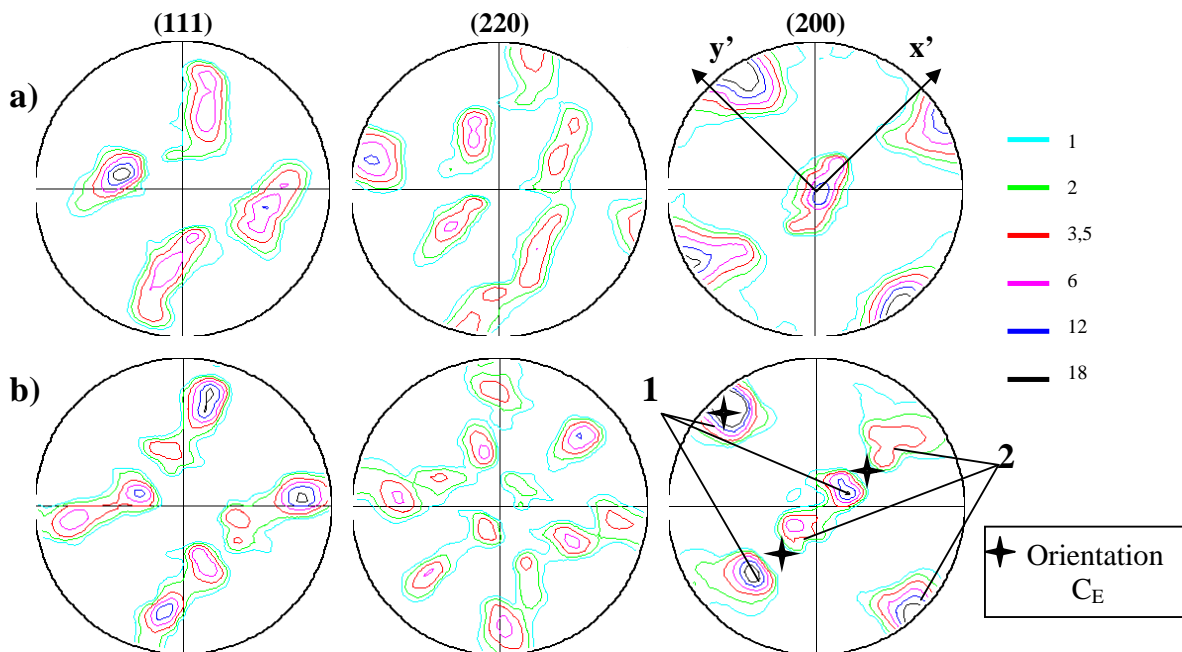 (111) (220) (200)
a)
y’ x’
1
2
3,5
6
12
18
b)
1
2
Orientation
C_E